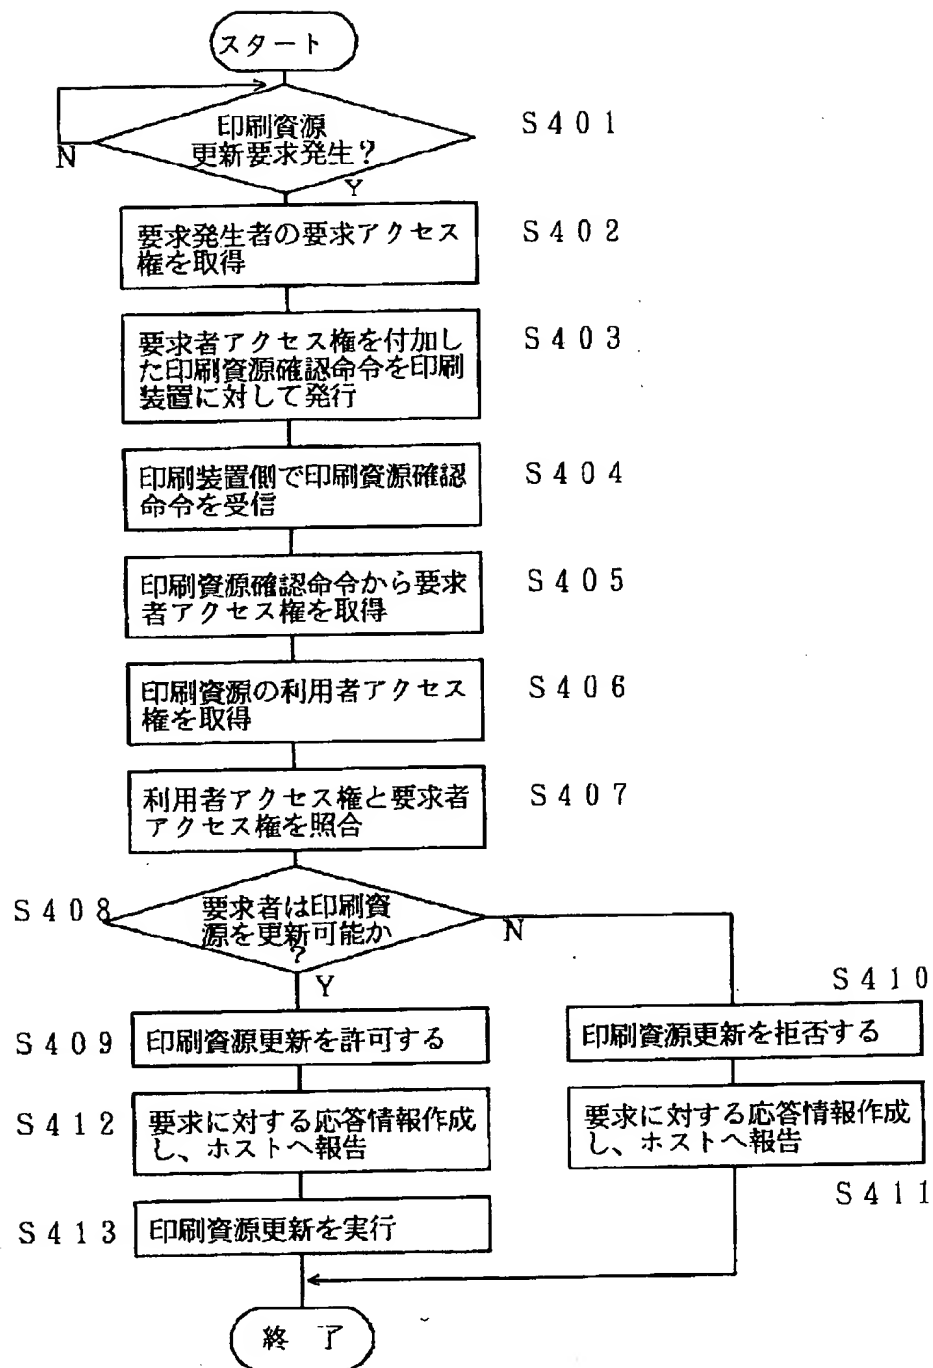 スタート
印刷資源
更新要求発生?
S401
N
Y
要求発生者の要求アクセス
権を取得
S402
要求者アクセス権を付加し
た印刷資源確認命令を印刷
装置に対して発行
S403
印刷装置側で印刷資源確認
命令を受信
S404
印刷資源確認命令から要求
者アクセス権を取得
S405
印刷資源の利用者アクセス
権を取得
S406
利用者アクセス権と要求者
アクセス権を照合
S407
S408
要求者は印刷資
源を更新可能か
?
N
Y
S410
S409
印刷資源更新を許可する
印刷資源更新を拒否する
S412
要求に対する応答情報作成
し、ホストへ報告
要求に対する応答情報作成
し、ホストへ報告
S411
S413
印刷資源更新を実行
終了